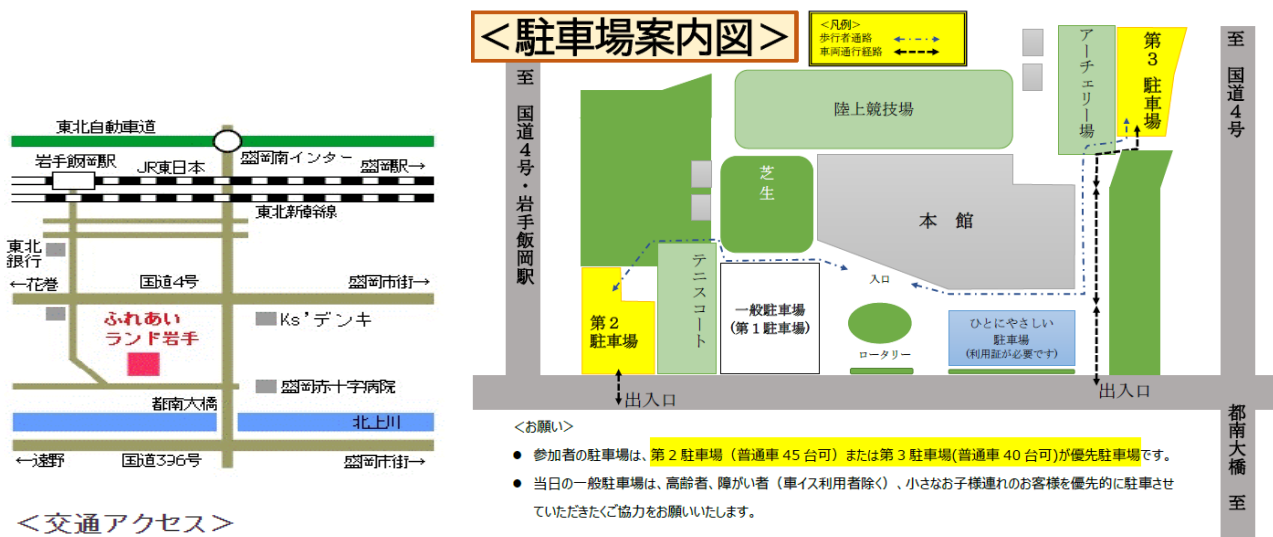 ＜駐車場案内図＞
＜凡例＞
歩行者通路
車両通行経路
至 国道４号・岩手飯岡駅
至 国道４号
都南大橋 至
陸上競技場
アーチェリー場
第３駐車場
芝生
本館
テニスコート
入口
第２
駐車場
一般駐車場
(第１駐車場)
ロータリー
ひとにやさしい
駐車場
(利用証が必要です)
出入口
出入口
＜お願い＞
● 参加者の駐車場は、第２駐車場（普通車 45 台可）または第３駐車場(普通車 40 台可)が優先駐車場です。
● 当日の一般駐車場は、高齢者、障がい者（車イス利用者除く）、小さなお子様連れのお客様を優先的に駐車させ
ていただきたくご協力をお願いいたします。
東北自動車道
岩手飯岡駅
JR東日本
盛岡南インター
盛岡駅→
東北新幹線
東北
銀行
←花巻
国道4号
盛岡市街→
ふれあい
ランド岩手
Ks'デンキ
盛岡赤十字病院
都南大橋
北上川
←遠野
国道396号
盛岡市街→
＜交通アクセス＞